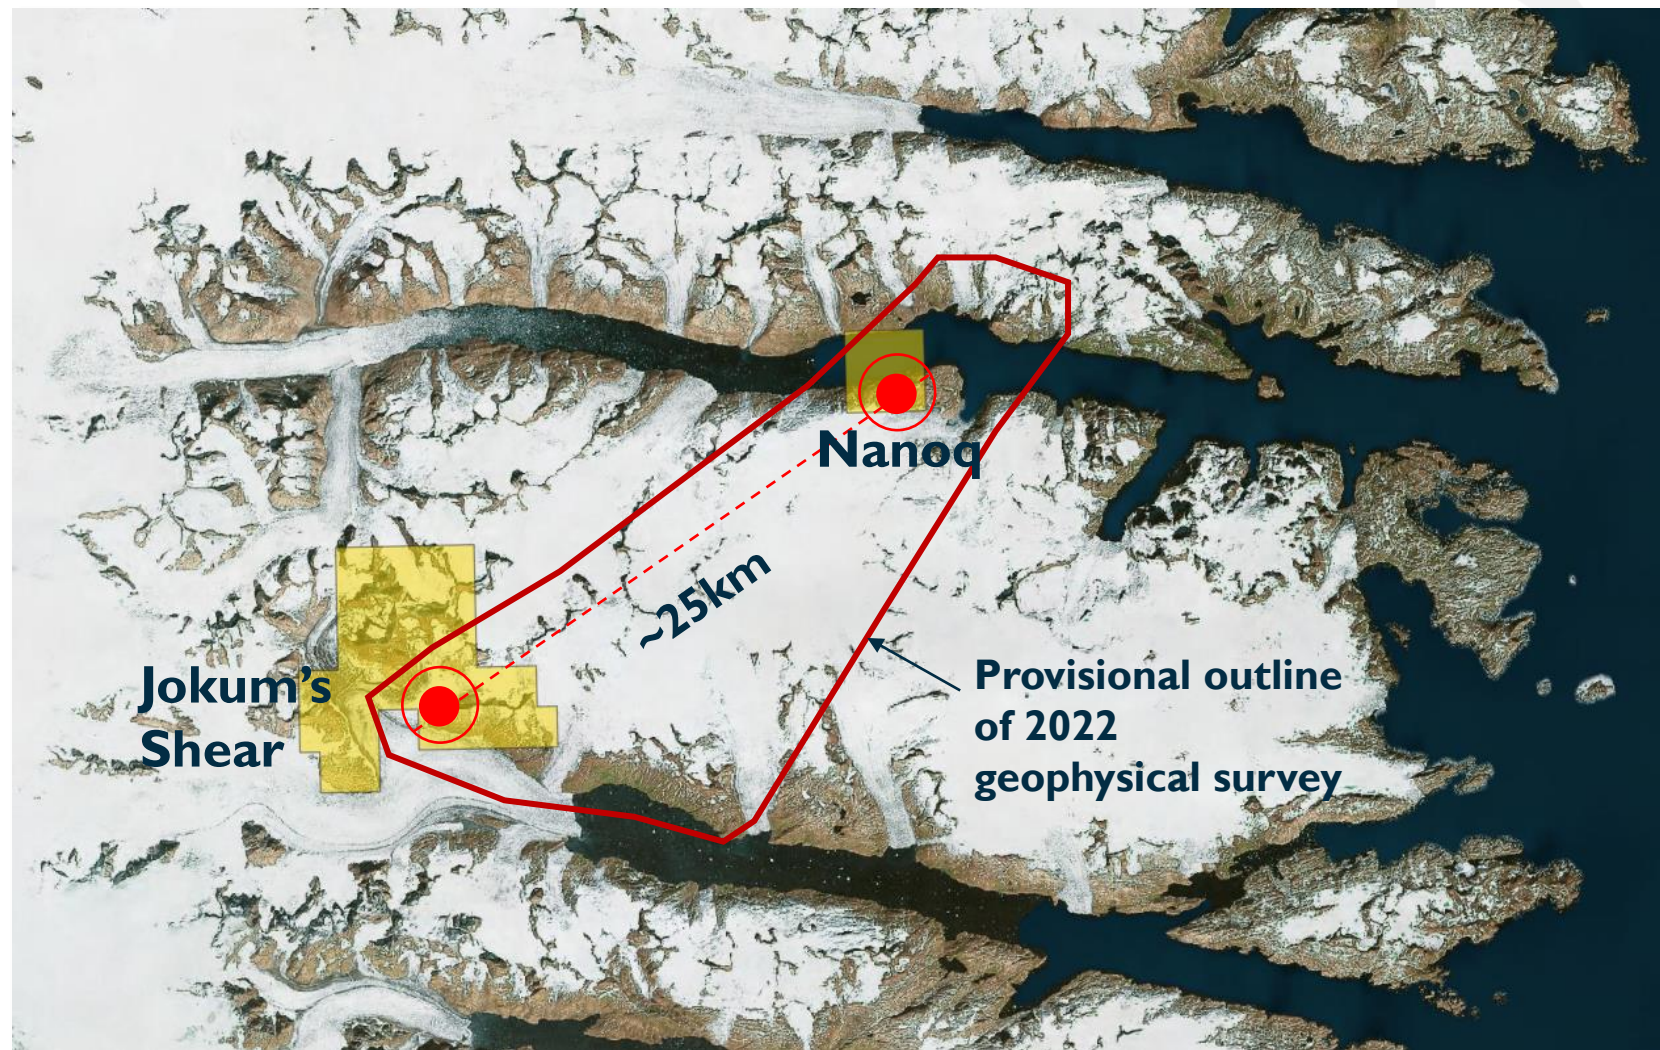 Nanoq
~25km
Jokum's
Shear
Provisional outline
of 2022
geophysical survey